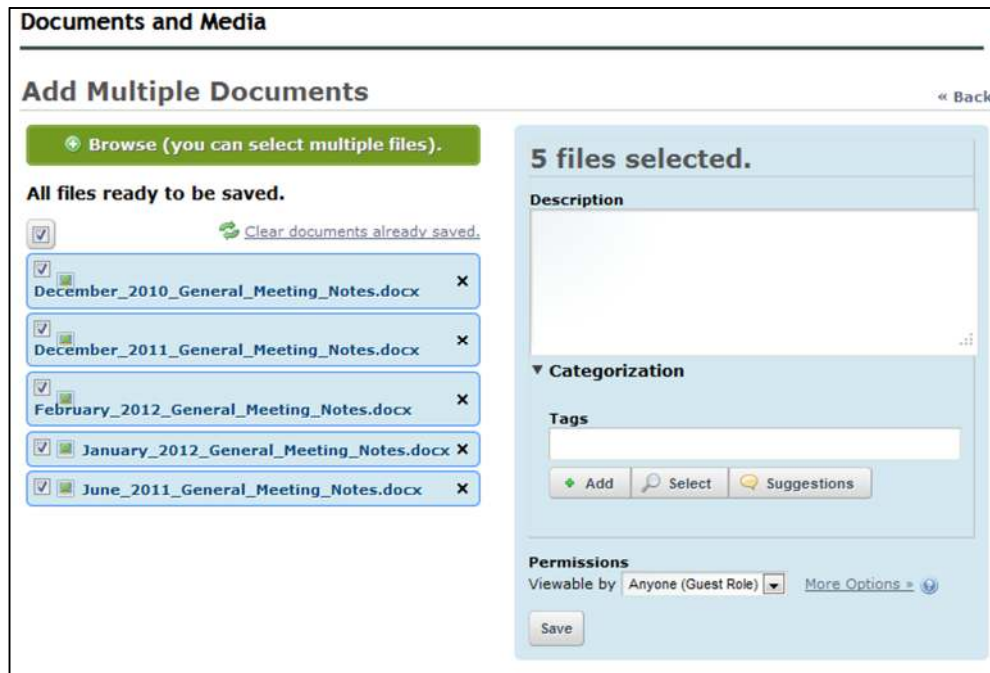 Documents and Media
Add Multiple Documents
« Back
Browse (you can select multiple files).
All files ready to be saved.
Clear documents already saved.
December_2010_General_Meeting_Notes.docx
December_2011_General_Meeting_Notes.docx
February_2012_General_Meeting_Notes.docx
January_2012_General_Meeting_Notes.docx
June_2011_General_Meeting_Notes.docx
5 files selected.
Description
Categorization
Tags
Add Select Suggestions
Permissions
Viewable by Anyone (Guest Role) More Options »
Save